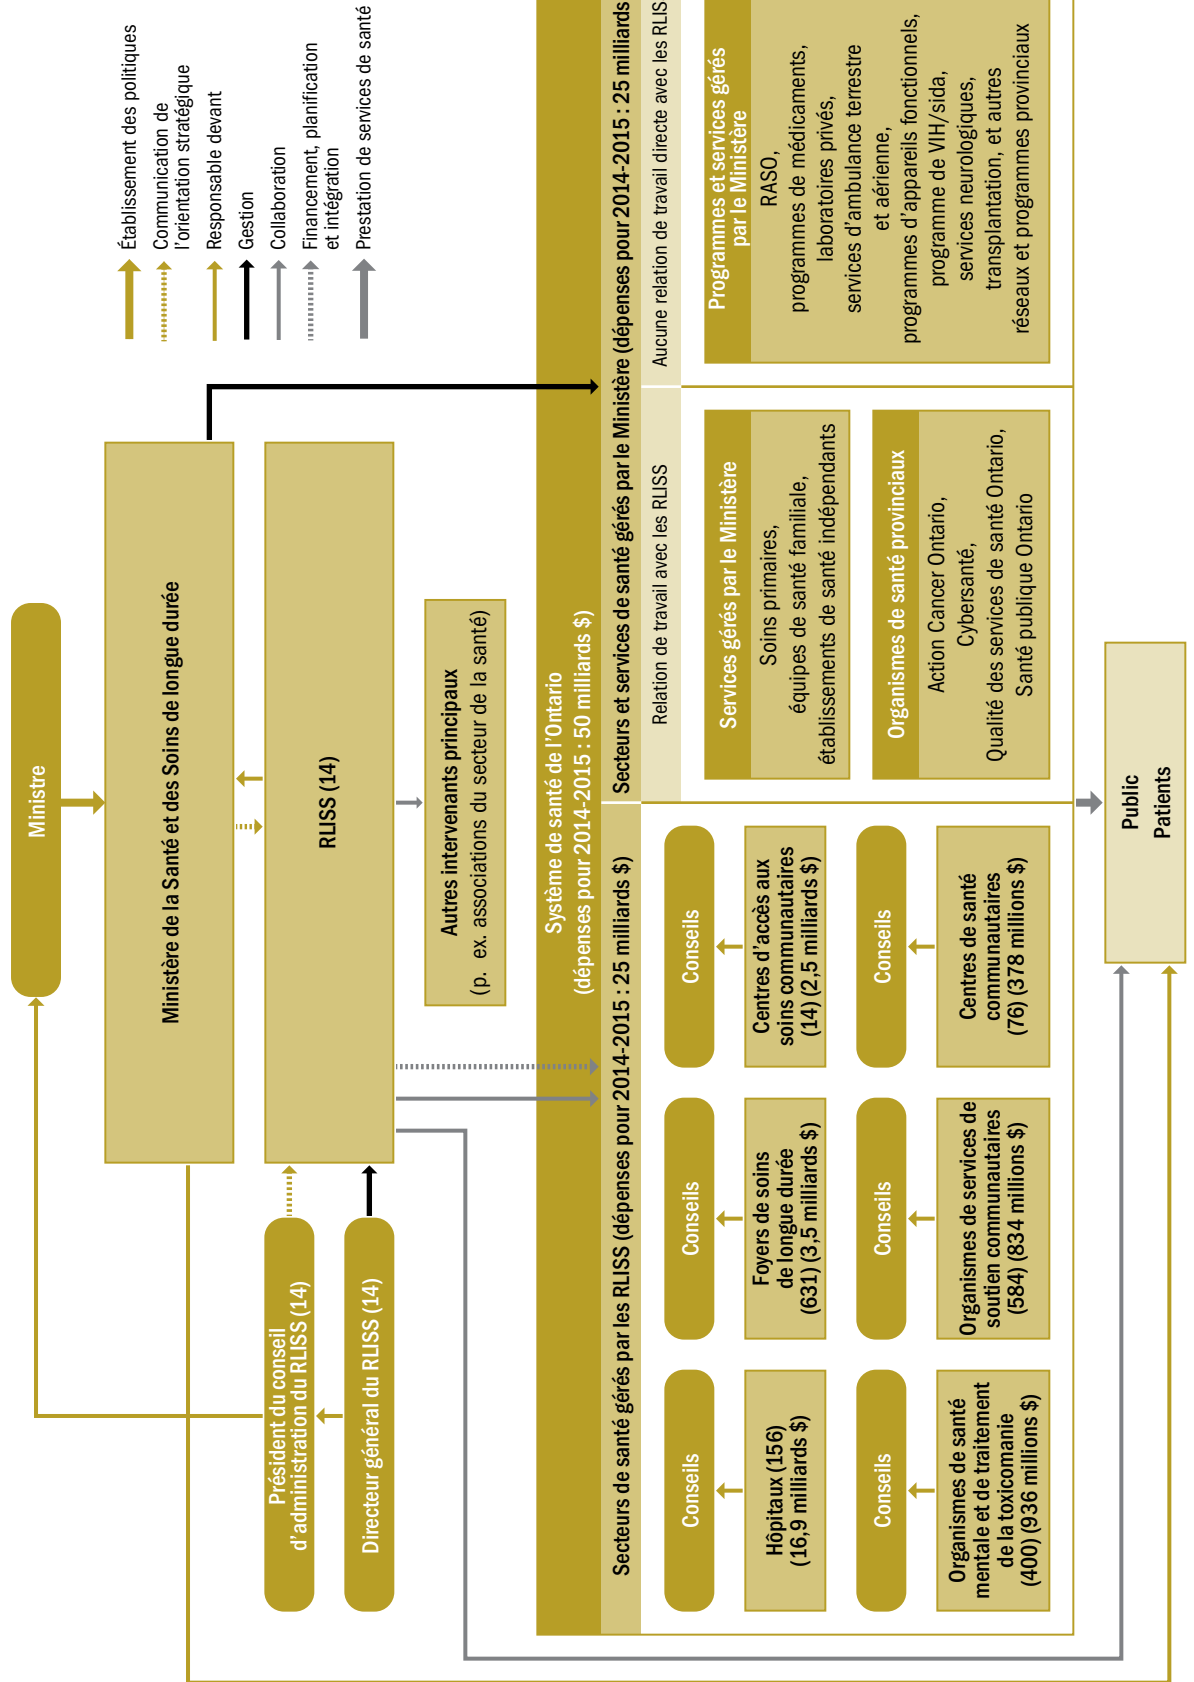 Ministre
Ministère de la Santé et des Soins de longue durée
Président du conseil
d'administration du RLISS (14)
Directeur général du RLISS (14)
RLISS (14)
Autres intervenants principaux
(p. ex. associations du secteur de la santé)
Établissement des politiques
Communication de
l'orientation stratégique
Responsable devant
Gestion
Collaboration
Financement, planification
et intégration
Prestation de services de santé
Système de santé de l'Ontario
(dépenses pour 2014-2015 : 50 milliards $)
Secteurs de santé gérés par les RLISS (dépenses pour 2014-2015 : 25 milliards $)
Secteurs et services de santé gérés par le Ministère (dépenses pour 2014-2015 : 25 milliards
Relation de travail avec les RLISS
Aucune relation de travail directe avec les RLIS
Conseils
Hôpitaux (156)
(16,9 milliards $)
Conseils
Foyers de soins
de longue durée
(631) (3,5 milliards $)
Conseils
Centres d'accès aux
soins communautaires
(14) (2,5 milliards $)
Conseils
Organismes de santé
mentale et de traitement
de la toxicomanie
(400) (936 millions $)
Conseils
Organismes de services de
soutien communautaires
(584) (834 millions $)
Conseils
Centres de santé
communautaires
(76) (378 millions $)
Services gérés par le Ministère
Soins primaires,
équipes de santé familiale,
établissements de santé indépendants
Organismes de santé provinciaux
Action Cancer Ontario,
Cybersanté,
Qualité des services de santé Ontario,
Santé publique Ontario
Programmes et services gérés
par le Ministère
RASO,
programmes de médicaments,
laboratoires privés,
services d'ambulance terrestre
et aérienne,
programmes d'appareils fonctionnels,
programme de VIH/sida,
services neurologiques,
transplantation, et autres
réseaux et programmes provinciaux
Public
Patients